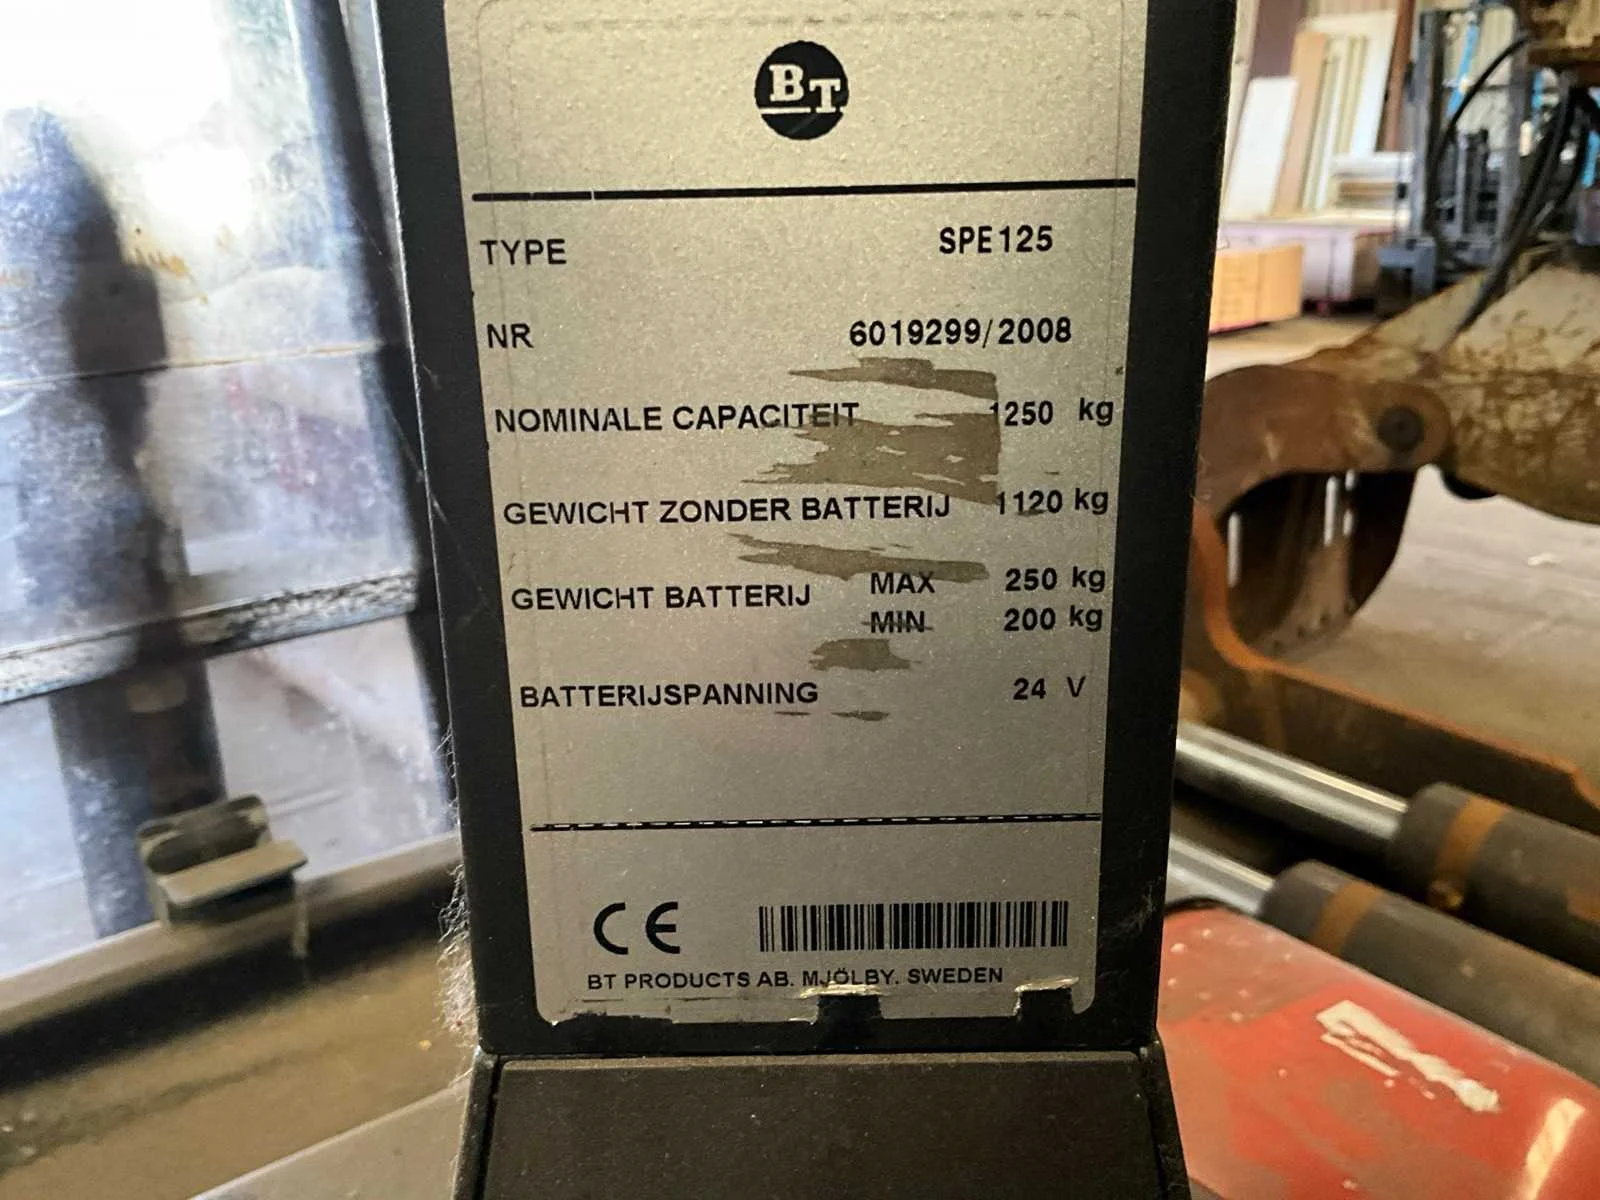 BT
TYPE SPE125
NR 6019299/2008
NOMINALE CAPACITEIT 1250 kg
GEWICHT ZONDER BATTERIJ 1120 kg
GEWICHT BATTERIJ MAX 250 kg
MIN 200 kg
BATTERIJSPANNING 24 V
CE
BT PRODUCTS AB. MJÖLBY. SWEDEN